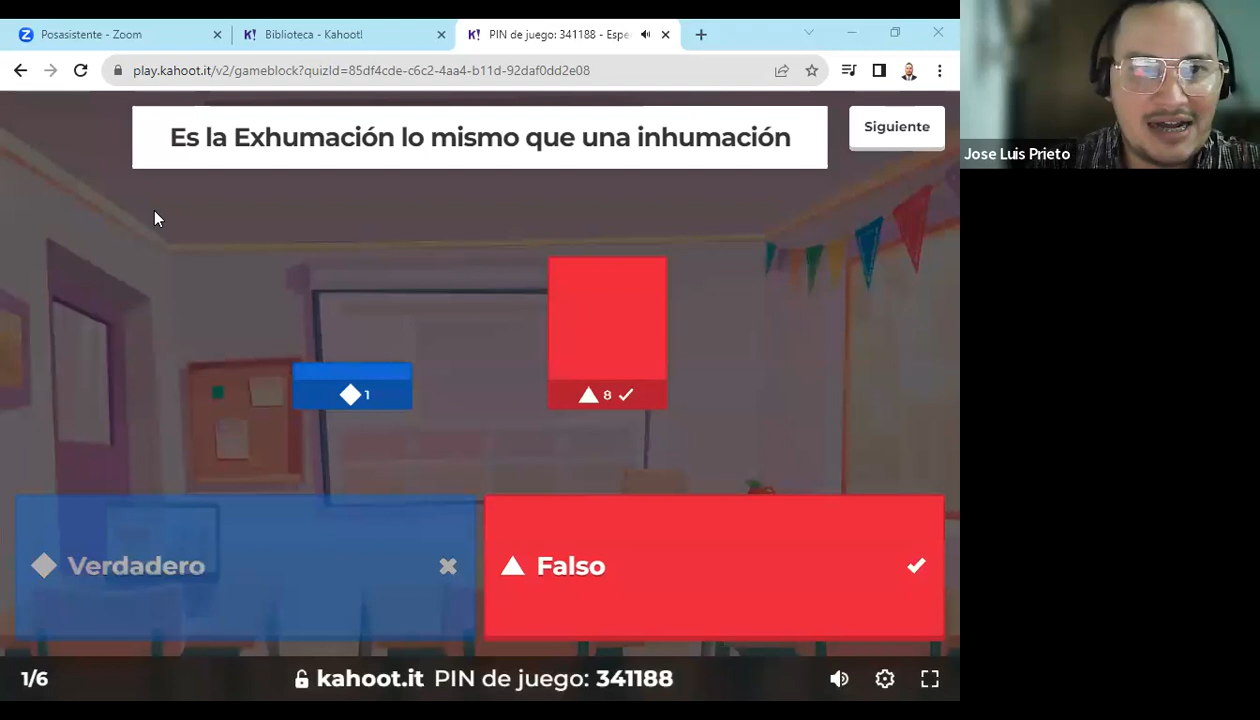 Posasistente - Zoom
K! Biblioteca - Kahoot!
K! PIN de juego: 341188 - Espe
play.kahoot.it/v2/gameblock?quizId=85df4cde-c6c2-4aa4-b11d-92daf0dd2e08
Es la Exhumación lo mismo que una inhumación
Siguiente
Jose Luis Prieto
1
8
Verdadero
Falso
1/6
kahoot.it PIN de juego: 341188